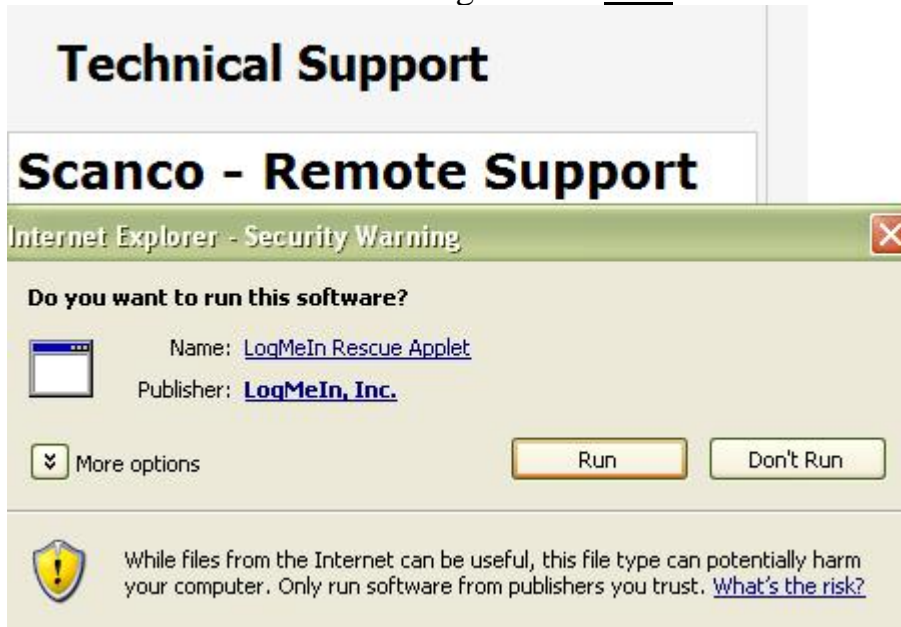 Technical Support
Scanco - Remote Support
Internet Explorer - Security Warning
Do you want to run this software?
Name: LogMeIn Rescue Applet
Publisher: LogMeIn, Inc.
More options
Run
Don't Run
While files from the Internet can be useful, this file type can potentially harm
your computer. Only run software from publishers you trust. What's the risk?